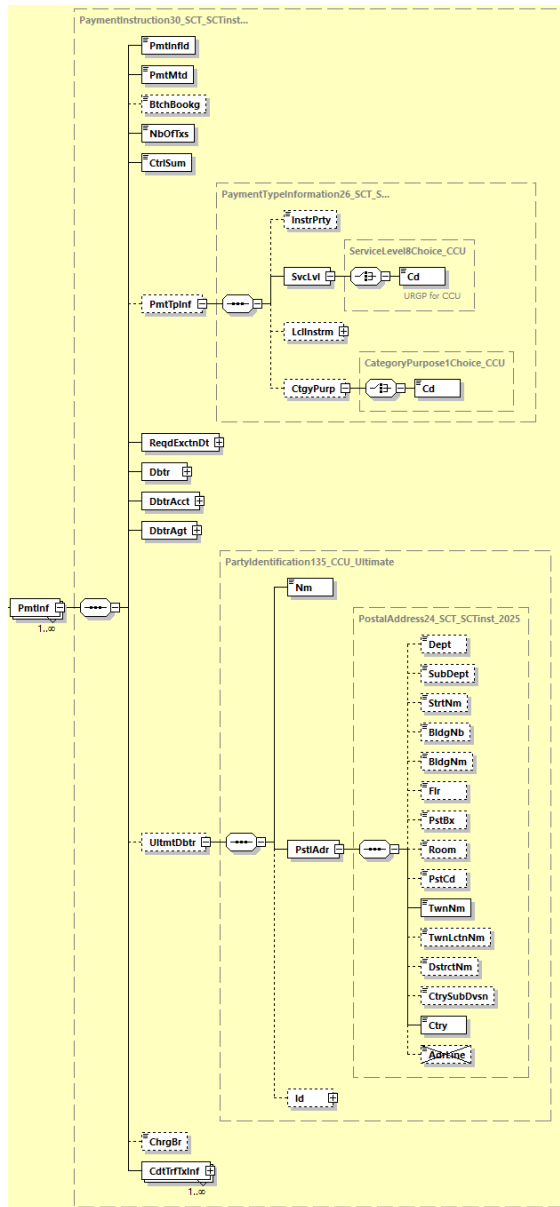 PaymentInstruction30_SCT_SCTinst...
PmtInfId
PmtMtd
BtchBookg
NbOfTxs
CtrlSum
PaymentTypeInformation26_SCT_S...
InstrPrty
ServiceLevel8Choice_CCU
SvcLvl
Cd
URGP for CCU
PmtTpInf
LclInstrm
CategoryPurpose1Choice_CCU
CtgyPurp
Cd
ReqdExctnDt
Dbtr
DbtrAcct
DbtrAgt
PartyIdentification135_CCU_Ultimate
Nm
PmtInf
1..∞
PostalAddress24_SCT_SCTinst_2025
Dept
SubDept
StrtNm
BldgNb
BldgNm
Flr
PstBx
UltmtDbtr
PstlAdr
Room
PstCd
TwnNm
TwnLctnNm
DstrctNm
CtrySubDvsn
Ctry
AdrLine
Id
ChrgBr
CdtTrfTxInf
1..∞